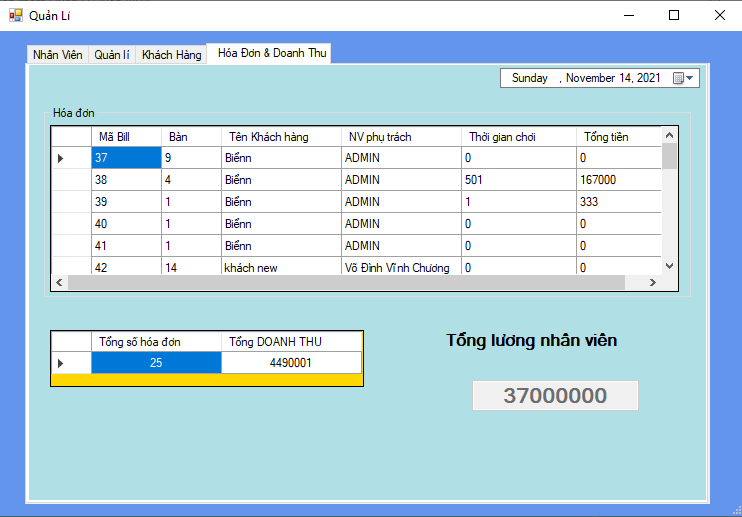 Quản Lí
Nhân Viên Quản lí Khách Hàng Hóa Đơn & Doanh Thu
Sunday , November 14, 2021
Hóa đơn
Mã Bill Bàn Tên Khách hàng NV phụ trách Thời gian chơi Tổng tiền
37 9 Biểnn ADMIN 0 0
38 4 Biểnn ADMIN 501 167000
39 1 Biểnn ADMIN 1 333
40 1 Biểnn ADMIN 0 0
41 1 Biểnn ADMIN 0 0
42 14 khách new Võ Đình Vĩnh Chương 0 0
Tổng số hóa đơn Tổng DOANH THU
25 4490001
Tổng lương nhân viên
37000000